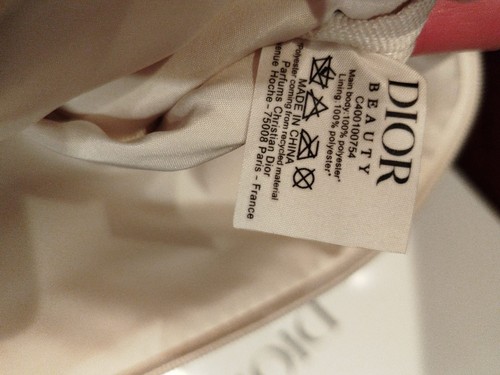 DIOR
BEAUTY
C400100754
Main body:100% polyester*
Lining: 100% polyester*
MADE IN CHINA
*Polyester coming from recycled material
Parfums Christian Dior
Avenue Hoche - 75008 Paris - France
DIOR